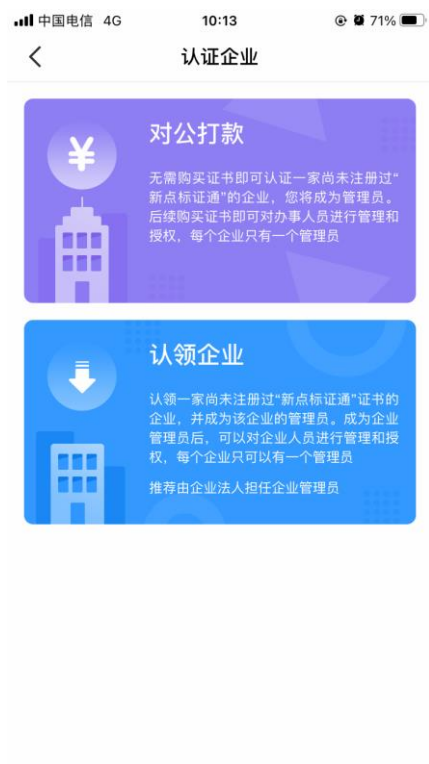 中国电信 4G 10:13 71%
认证企业
对公打款
无需购买证书即可认证一家尚未注册过“
新点标证通”的企业，您将成为管理员。
后续购买证书即可对办事人员进行管理和
授权，每个企业只有一个管理员
认领企业
认领一家尚未注册过“新点标证通”证书的
企业，并成为该企业的管理员。成为企业
管理员后，可以对企业人员进行管理和授
权，每个企业只可以有一个管理员
推荐由企业法人担任企业管理员